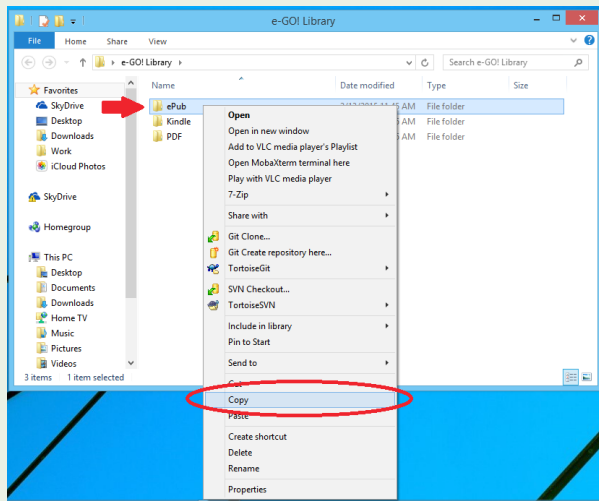 e-GO! Library
File Home Share View
e-GO! Library Search e-GO! Library
Name Date modified Type Size
Favorites
SkyDrive
Desktop
Downloads
Work
iCloud Photos
SkyDrive
Homegroup
This PC
Desktop
Documents
Downloads
Home TV
Music
Pictures
Videos
ePub File folder
Kindle AM File folder
PDF AM File folder
Open
Open in new window
Add to VLC media player's Playlist
Open MobaXterm terminal here
Play with VLC media player
7-Zip
Share with
Git Clone...
Git Create repository here...
TortoiseGit
SVN Checkout...
TortoiseSVN
Include in library
Pin to Start
Send to
Cut
Copy
Paste
Create shortcut
Delete
Rename
Properties
3 items 1 item selected